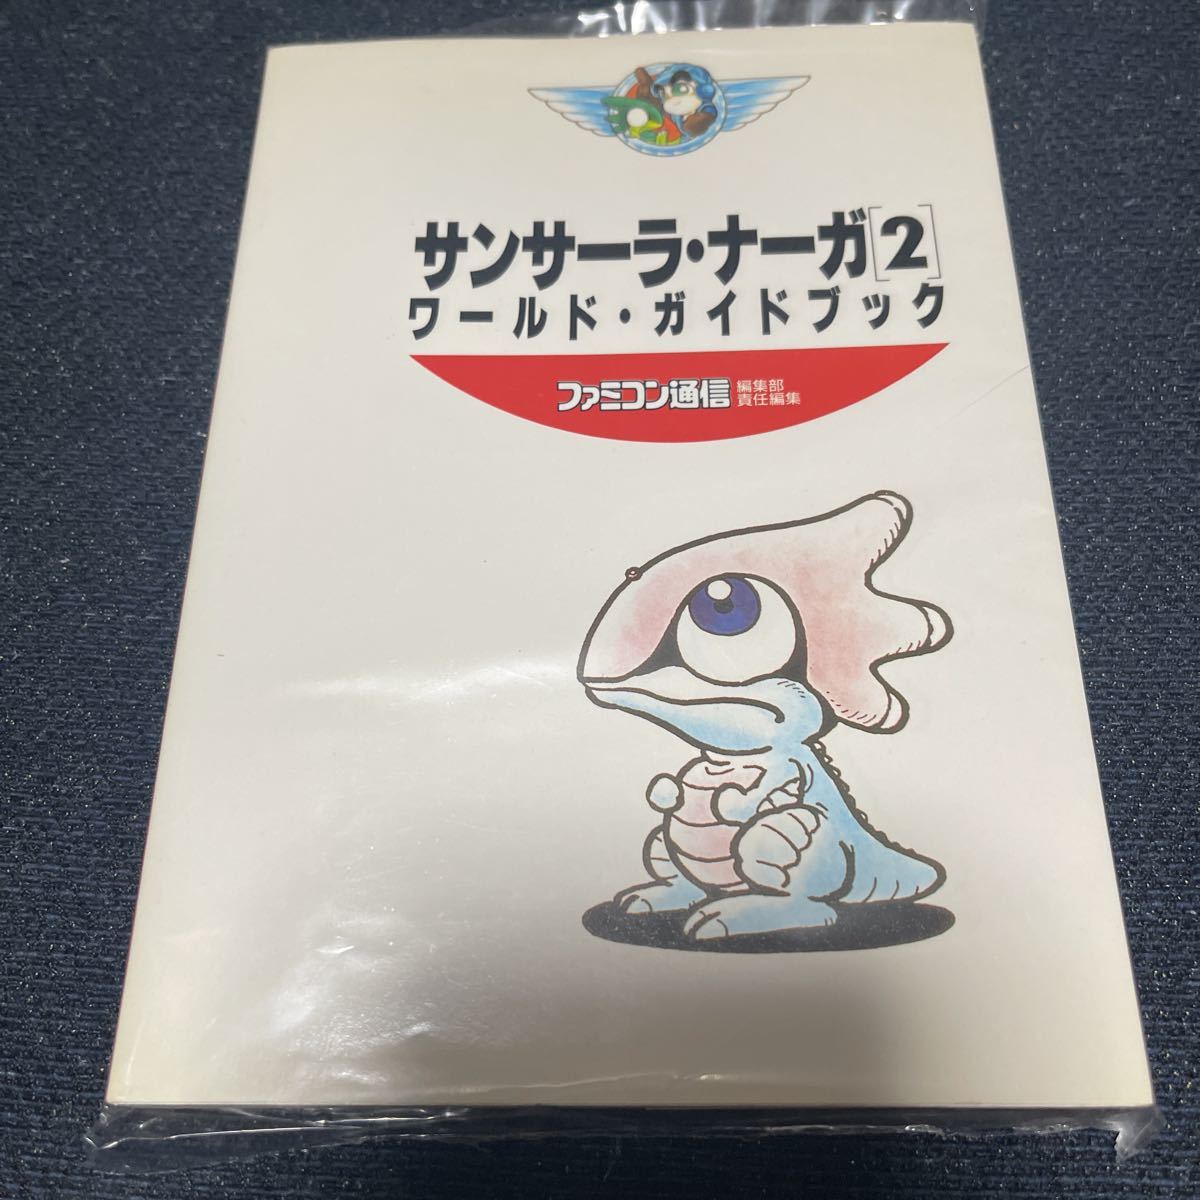 サンサーラ・ナーガ[2]
ワールド・ガイドブック
ファミコン通信 編集部
責任編集